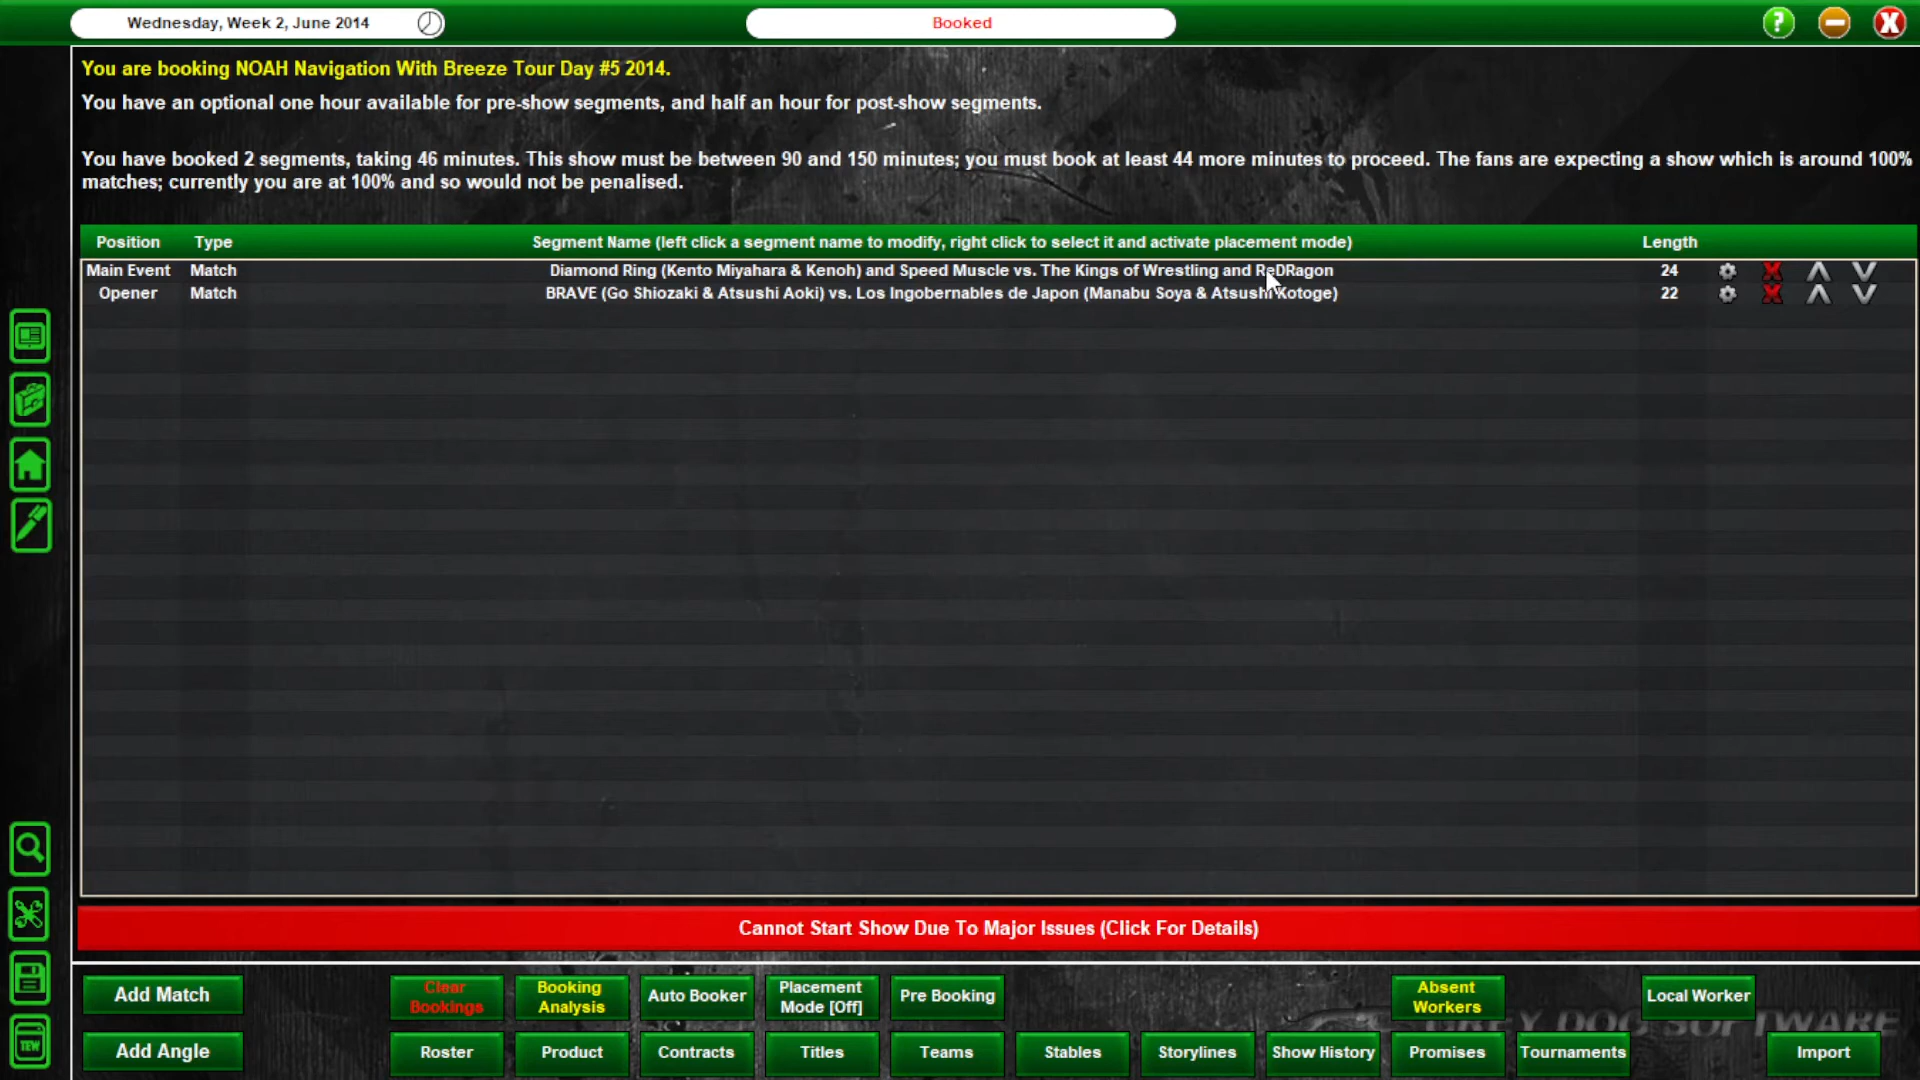 Wednesday, Week 2, June 2014
Booked
?
X
You are booking NOAH Navigation With Breeze Tour Day #5 2014.
You have an optional one hour available for pre-show segments, and half an hour for post-show segments.
You have booked 2 segments, taking 46 minutes. This show must be between 90 and 150 minutes; you must book at least 44 more minutes to proceed. The fans are expecting a show which is around 100%
matches; currently you are at 100% and so would not be penalised.
Position Type Segment Name (left click a segment name to modify, right click to select it and activate placement mode) Length
Main Event Match Diamond Ring (Kento Miyahara & Kenoh) and Speed Muscle vs. The Kings of Wrestling and ReDRagon 24
Opener Match BRAVE (Go Shiozaki & Atsushi Aoki) vs. Los Ingobernables de Japon (Manabu Soya & Atsushi Kotoge) 22
Cannot Start Show Due To Major Issues (Click For Details)
Add Match
Clear Bookings
Booking Analysis
Auto Booker
Placement Mode [Off]
Pre Booking
Absent Workers
Local Worker
GREY DOG SOFTWARE
TEW
Add Angle
Roster
Product
Contracts
Titles
Teams
Stables
Storylines
Show History
Promises
Tournaments
Import